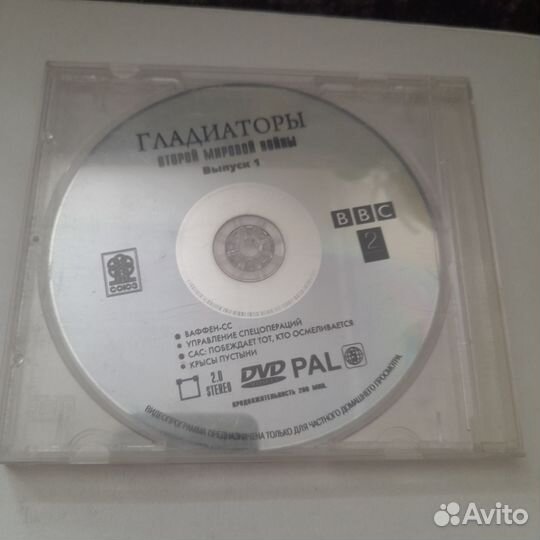 ГЛАДИАТОРЫ
ВТОРОЙ МИРОВОЙ ВОЙНЫ
Выпуск 1
BBC
2
СОЮЗ
• ВАФФЕН-СС
• УПРАВЛЕНИЕ СПЕЦОПЕРАЦИЙ
• САС: ПОБЕЖДАЕТ ТОТ, КТО ОСМЕЛИВАЕТСЯ
• КРЫСЫ ПУСТЫНИ
2.0
STEREO
DVD PAL
ПРОДОЛЖИТЕЛЬНОСТЬ 200 МИН.
ВИДЕОПРОГРАММА ПРЕДНАЗНАЧЕНА ТОЛЬКО ДЛЯ ЧАСТНОГО ДОМАШНЕГО ПРОСМОТРА
Avito